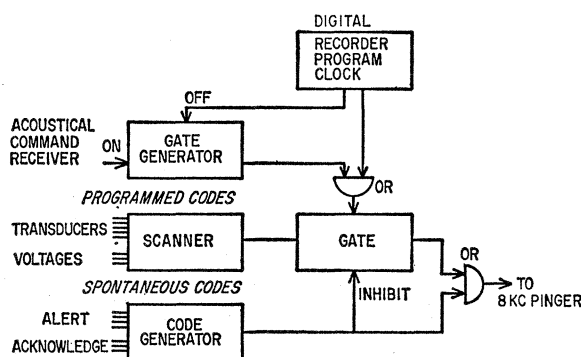 DIGITAL
RECORDER
PROGRAM
CLOCK
OFF
ACOUSTICAL
COMMAND
RECEIVER
ON
GATE
GENERATOR
OR
PROGRAMMED CODES
TRANSDUCERS
VOLTAGES
SCANNER
GATE
OR
TO
8 KC PINGER
SPONTANEOUS CODES
INHIBIT
ALERT
ACKNOWLEDGE
CODE
GENERATOR